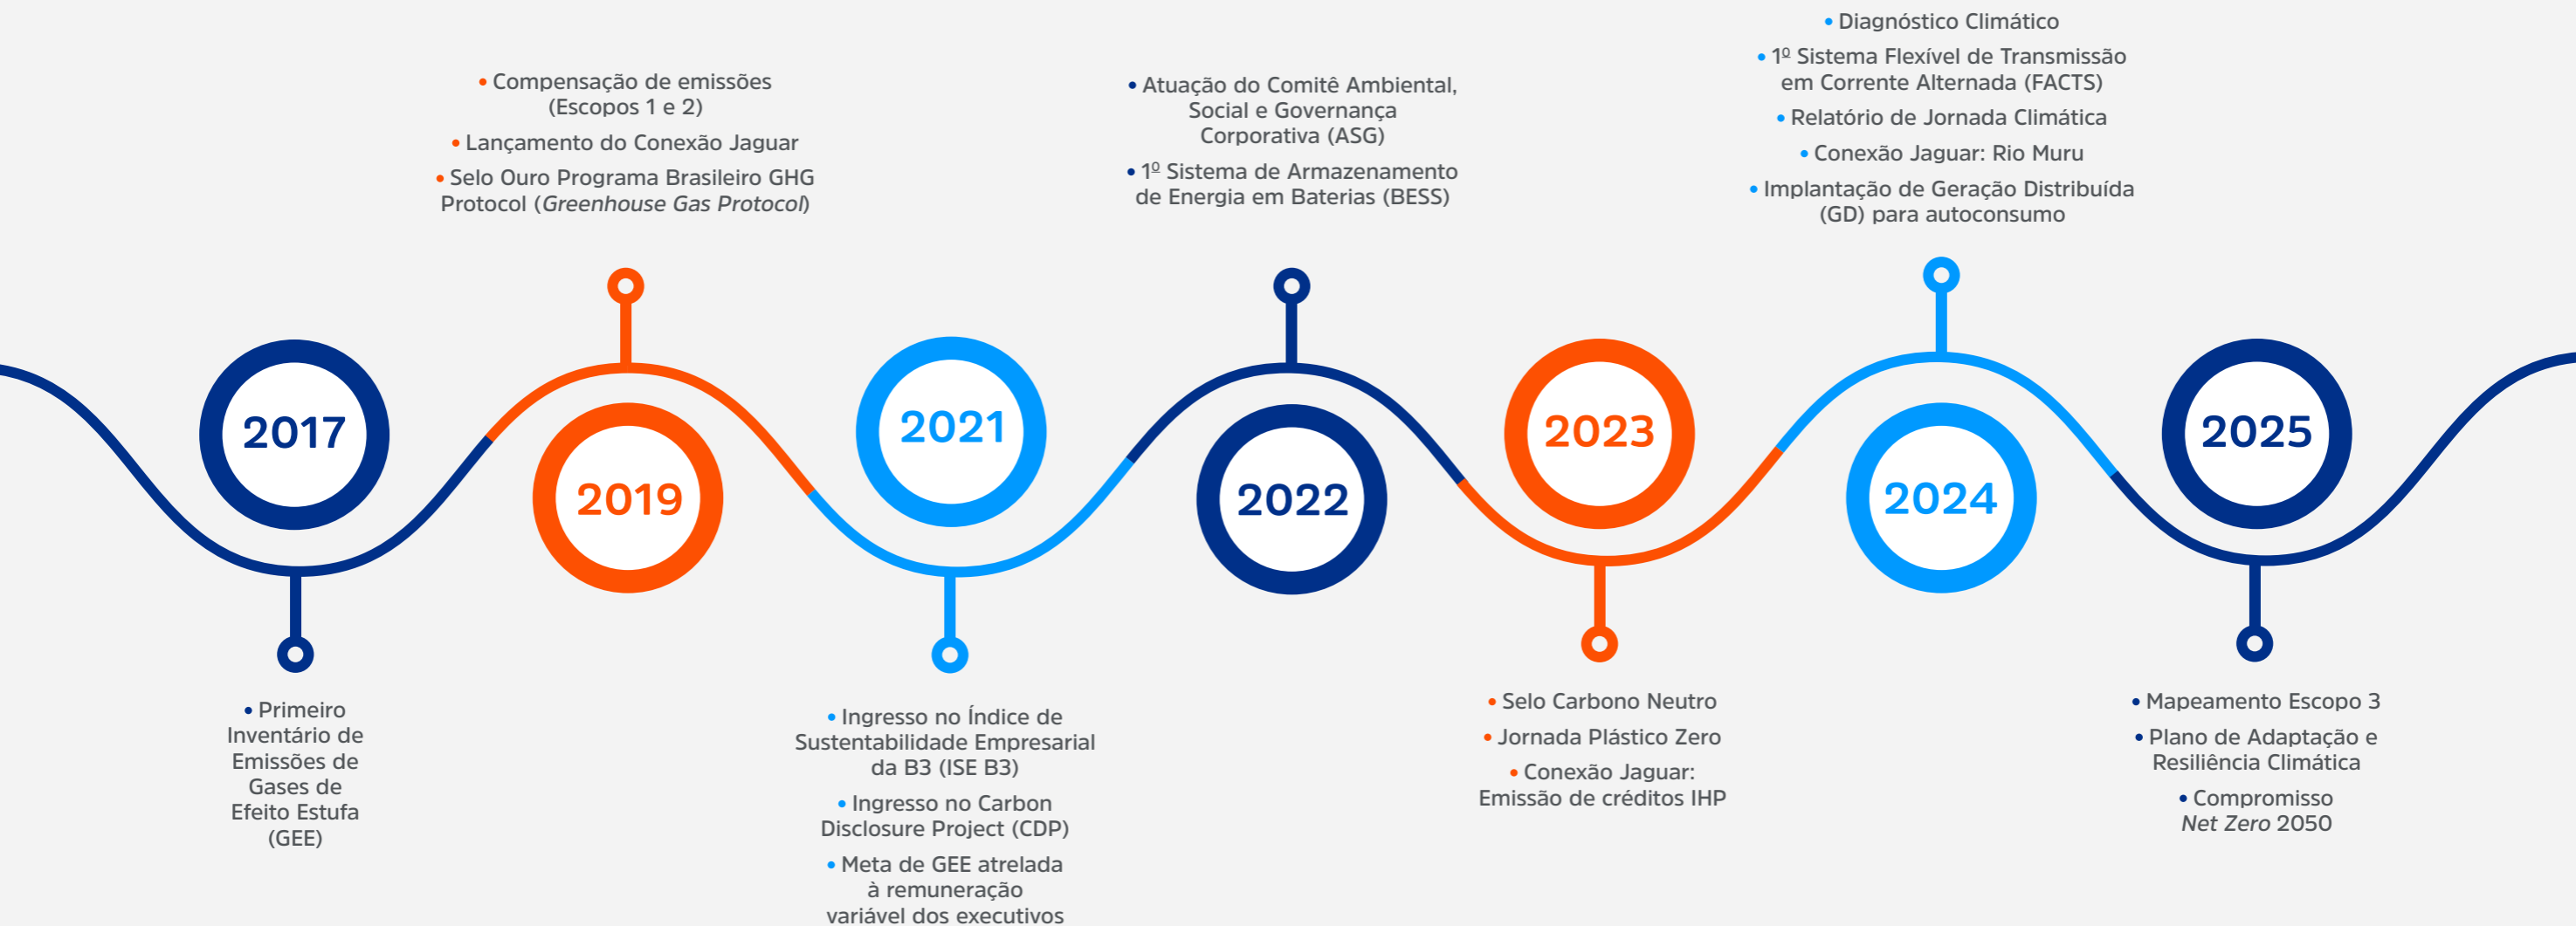 2017
• Primeiro
Inventário de
Emissões de
Gases de
Efeito Estufa
(GEE)
• Compensação de emissões
(Escopos 1 e 2)
• Lançamento do Conexão Jaguar
• Selo Ouro Programa Brasileiro GHG
Protocol (Greenhouse Gas Protocol)
2019
2021
• Ingresso no Índice de
Sustentabilidade Empresarial
da B3 (ISE B3)
• Ingresso no Carbon
Disclosure Project (CDP)
• Meta de GEE atrelada
à remuneração
variável dos executivos
• Atuação do Comitê Ambiental,
Social e Governança
Corporativa (ASG)
• 1º Sistema de Armazenamento
de Energia em Baterias (BESS)
2022
2023
• Selo Carbono Neutro
• Jornada Plástico Zero
• Conexão Jaguar:
Emissão de créditos IHP
• Diagnóstico Climático
• 1º Sistema Flexível de Transmissão
em Corrente Alternada (FACTS)
• Relatório de Jornada Climática
• Conexão Jaguar: Rio Muru
• Implantação de Geração Distribuída
(GD) para autoconsumo
2024
2025
• Mapeamento Escopo 3
• Plano de Adaptação e
Resiliência Climática
• Compromisso
Net Zero 2050